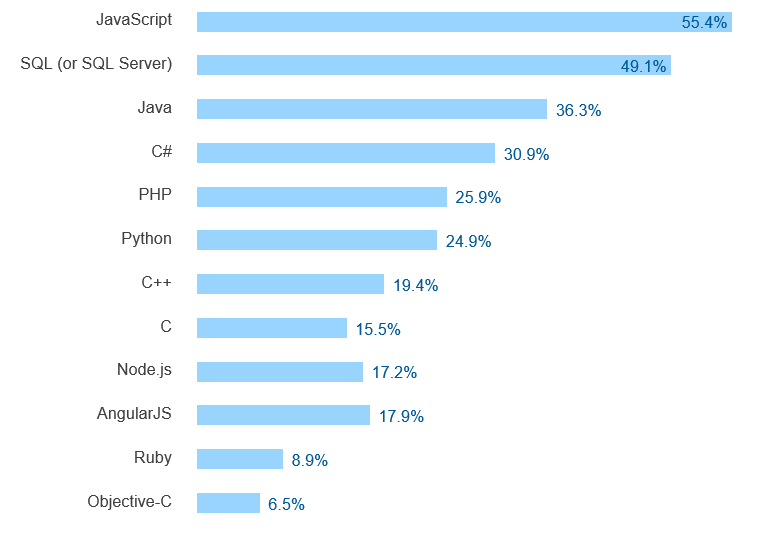 JavaScript 55.4%
SQL (or SQL Server) 49.1%
Java 36.3%
C# 30.9%
PHP 25.9%
Python 24.9%
C++ 19.4%
C 15.5%
Node.js 17.2%
AngularJS 17.9%
Ruby 8.9%
Objective-C 6.5%